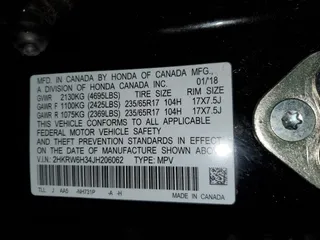 MFD. IN CANADA BY HONDA OF CANADA MFG.,
A DIVISION OF HONDA CANADA INC. 01/18
GVWR 2130KG (4695LBS) TIRE SIZE RIM SIZE
GAWR F 1100KG (2425LBS) 235/65R17 104H 17X7.5J
GAWR R 1075KG (2369LBS) 235/65R17 104H 17X7.5J
THIS VEHICLE CONFORMS TO ALL APPLICABLE
FEDERAL MOTOR VEHICLE SAFETY AND THEFT
PREVENTION STANDARDS IN EFFECT ON THE DATE
OF MANUFACTURE SHOWN ABOVE.
V.I.N.: 2HKRW6H34JH206062 TYPE: MPV
TLL J 4A5 -NH731P -A -H
MADE IN CANADA